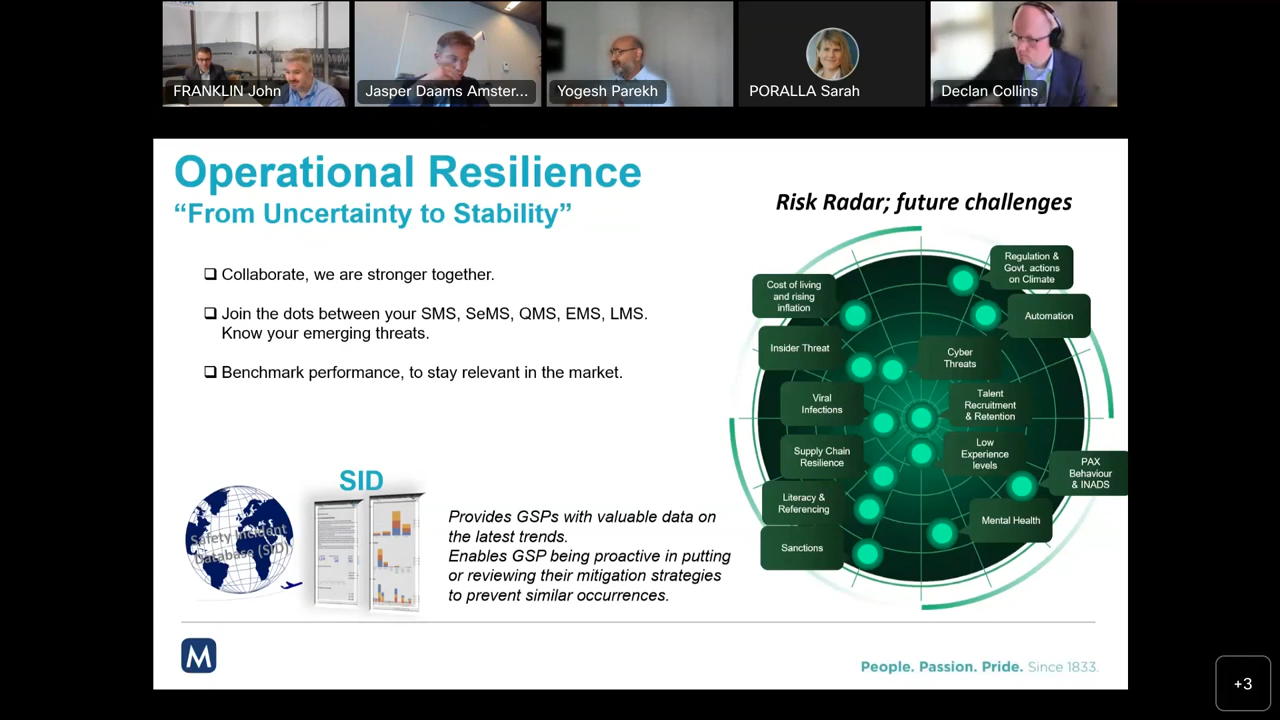 FRANKLIN John
Jasper Daams Amster...
Yogesh Parekh
PORALLA Sarah
Declan Collins
Operational Resilience
“From Uncertainty to Stability”
❑ Collaborate, we are stronger together.
❑ Join the dots between your SMS, SeMS, QMS, EMS, LMS.
Know your emerging threats.
❑ Benchmark performance, to stay relevant in the market.
SID
Safety Incident
Database (SID)
Provides GSPs with valuable data on
the latest trends.
Enables GSP being proactive in putting
or reviewing their mitigation strategies
to prevent similar occurrences.
Risk Radar; future challenges
Regulation &
Govt. actions
on Climate
Cost of living
and rising
inflation
Automation
Insider Threat
Cyber
Threats
Viral
Infections
Talent
Recruitment
& Retention
Supply Chain
Resilience
Low
Experience
levels
PAX
Behaviour
& INADS
Literacy &
Referencing
Mental Health
Sanctions
M
People. Passion. Pride. Since 1833.
+3